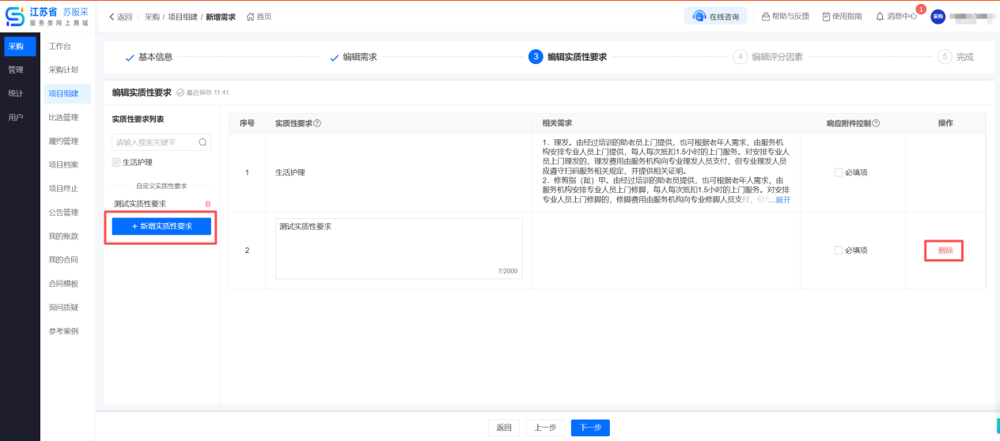 江苏省 苏服采
服务类网上商城
返回 采购 / 项目组建 / 新增需求 首页
在线咨询 帮助与反馈 使用指南 消息中心 1 采购
采购
管理
统计
用户
工作台
采购计划
项目组建
比选管理
履约管理
项目档案
项目终止
公告管理
我的账款
我的合同
合同模板
询问质疑
参考案例
基本信息 编辑需求 3 编辑实质性要求 4 编辑评分因素 5 完成
编辑实质性要求 最近保存 11:41
实质性要求列表
请输入搜索关键字
生活护理
自定义实质性要求
测试实质性要求
+ 新增实质性要求
序号 实质性要求 相关需求 响应附件控制 操作
1 生活护理
1. 理发。由经过培训的助老员上门提供，也可根据老年人需求，由服务机
构安排专业人员上门提供，每人每次抵扣1.5小时的上门服务。对安排专业人
员上门理发的，理发费用由服务机构向专业理发人员支付，但专业理发人员
应遵守扫码服务相关规定，并提供相关证明。
2. 修剪指（趾）甲。由经过培训的助老员提供，也可根据老年人需求，由
服务机构安排专业人员上门修脚，每人每次抵扣1.5小时的上门服务。对安排
专业人员上门修脚的，修脚费用由服务机构向专业修脚人员支付，但...展开
必填项
2 测试实质性要求
7/2000
必填项
删除
返回 上一步 下一步